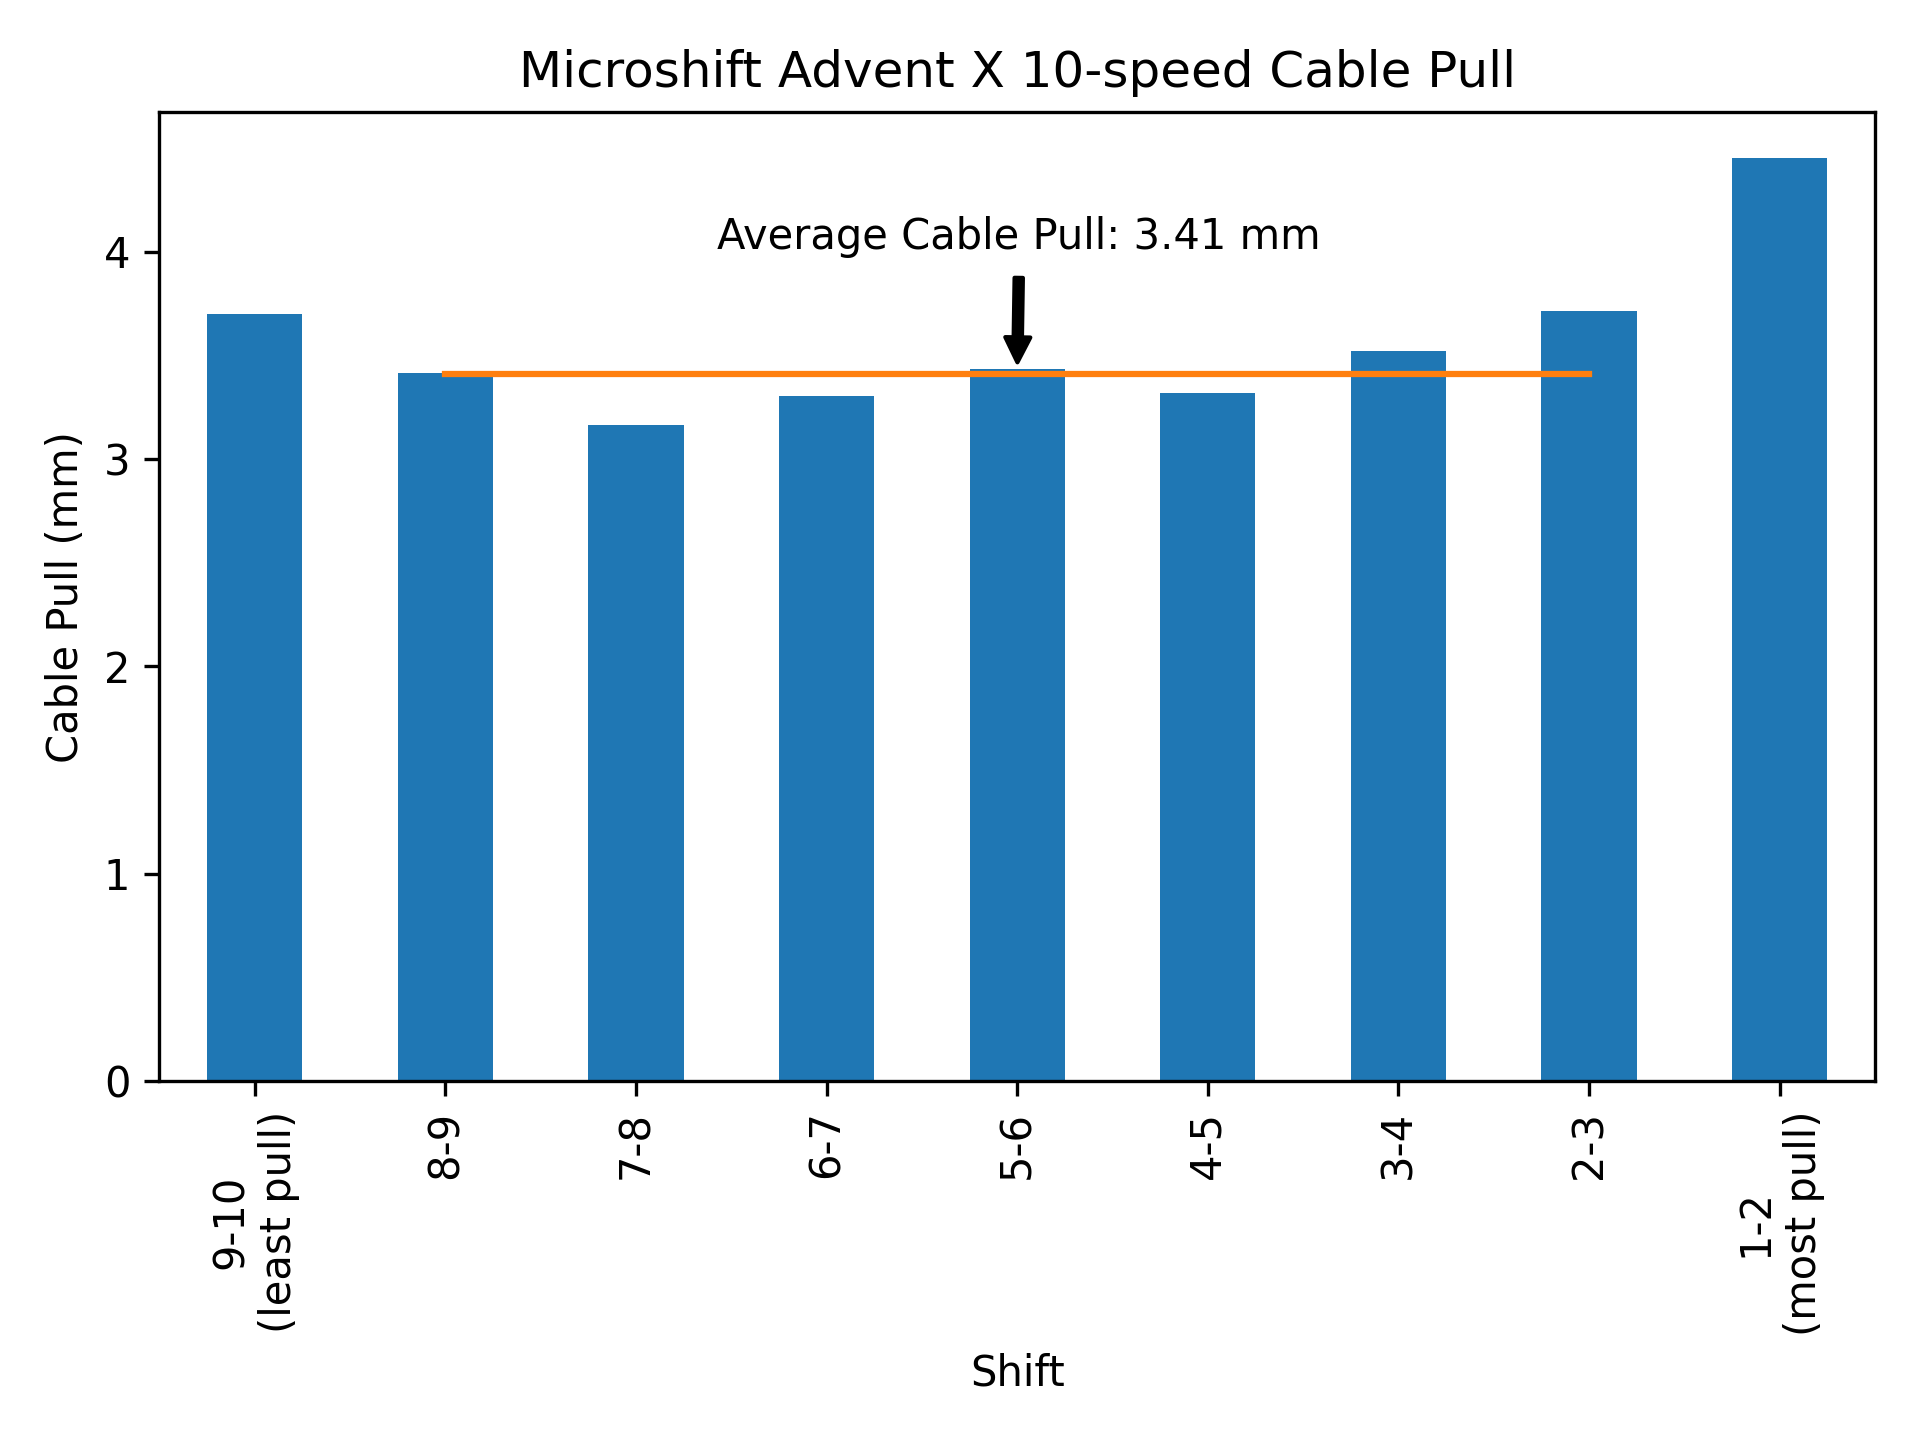 Microshift Advent X 10-speed Cable Pull
Average Cable Pull: 3.41 mm
Cable Pull (mm)
4
3
2
1
0
9-10
(least pull)
8-9
7-8
6-7
5-6
4-5
3-4
2-3
1-2
(most pull)
Shift